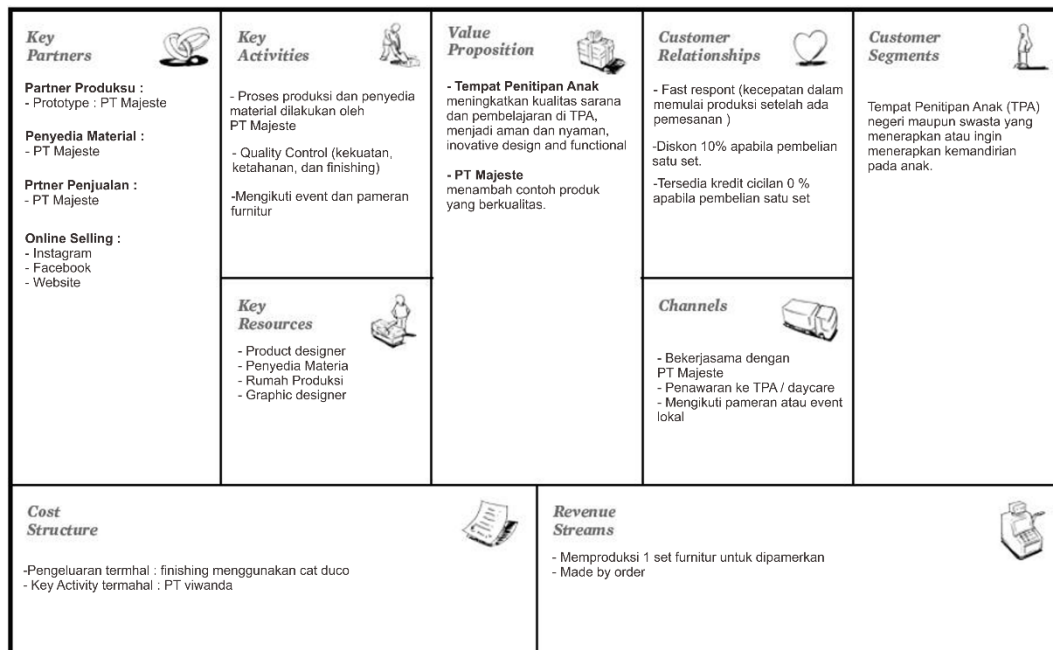 Key
Partners
Partner Produksu :
- Prototype : PT Majeste
Penyedia Material :
- PT Majeste
Prtner Penjualan :
- PT Majeste
Online Selling :
- Instagram
- Facebook
- Website
Key
Activities
- Proses produksi dan penyedia
material dilakukan oleh
PT Majeste
- Quality Control (kekuatan,
ketahanan, dan finishing)
-Mengikuti event dan pameran
furnitur
Key
Resources
- Product designer
- Penyedia Materia
- Rumah Produksi
- Graphic designer
Value
Proposition
- Tempat Penitipan Anak
meningkatkan kualitas sarana
dan pembelajaran di TPA,
menjadi aman dan nyaman,
inovative design and functional
- PT Majeste
menambah contoh produk
yang berkualitas.
Customer
Relationships
- Fast respont (kecepatan dalam
memulai produksi setelah ada
pemesanan )
-Diskon 10% apabila pembelian
satu set.
-Tersedia kredit cicilan 0 %
apabila pembelian satu set
Channels
- Bekerjasama dengan
PT Majeste
- Penawaran ke TPA / daycare
- Mengikuti pameran atau event
lokal
Customer
Segments
Tempat Penitipan Anak (TPA)
negeri maupun swasta yang
menerapkan atau ingin
menerapkan kemandirian
pada anak.
Cost
Structure
-Pengeluaran termhal : finishing menggunakan cat duco
- Key Activity termahal : PT viwanda
Revenue
Streams
- Memproduksi 1 set furnitur untuk dipamerkan
- Made by order